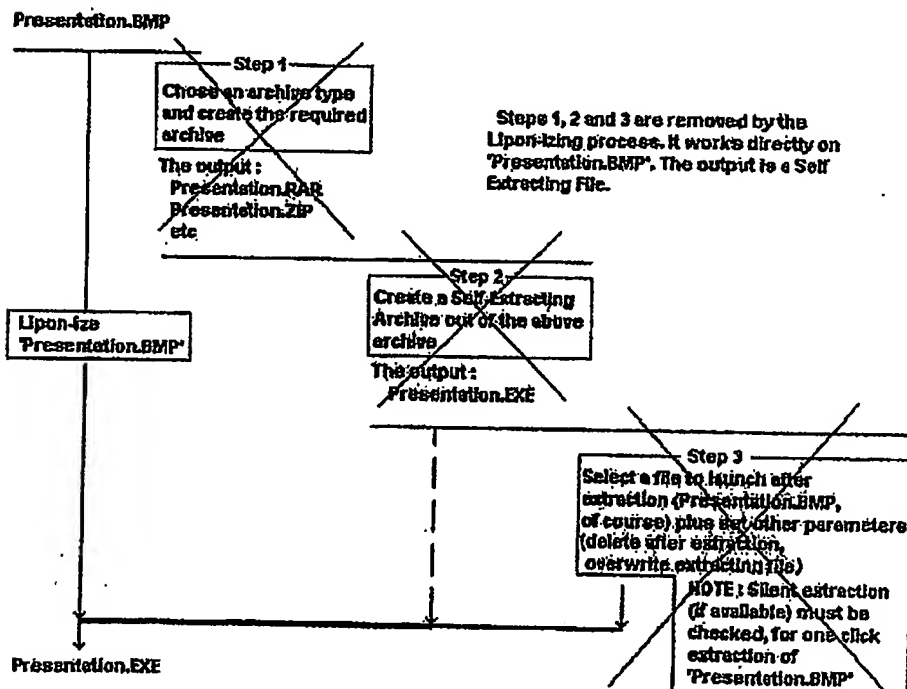 Presentation.BMP
Step 1
Chose an archive type
and create the required
archive
The output :
Presentation.RAR
Presentation.ZIP
etc
Steps 1, 2 and 3 are removed by the
Lipon-izing process. It works directly on
'Presentation.BMP'. The output is a Self
Extracting File.
Step 2
Create a Self-Extracting
Archive out of the above
archive
The output :
Presentation.EXE
Lipon-ize
'Presentation.BMP'
Step 3
Select a file to launch after
extraction (Presentation.BMP,
of course) plus set other parameters
(delete after extraction,
overwrite extracting file)
NOTE : Silent extraction
(if available) must be
checked, for one click
extraction of
'Presentation.BMP'
Presentation.EXE